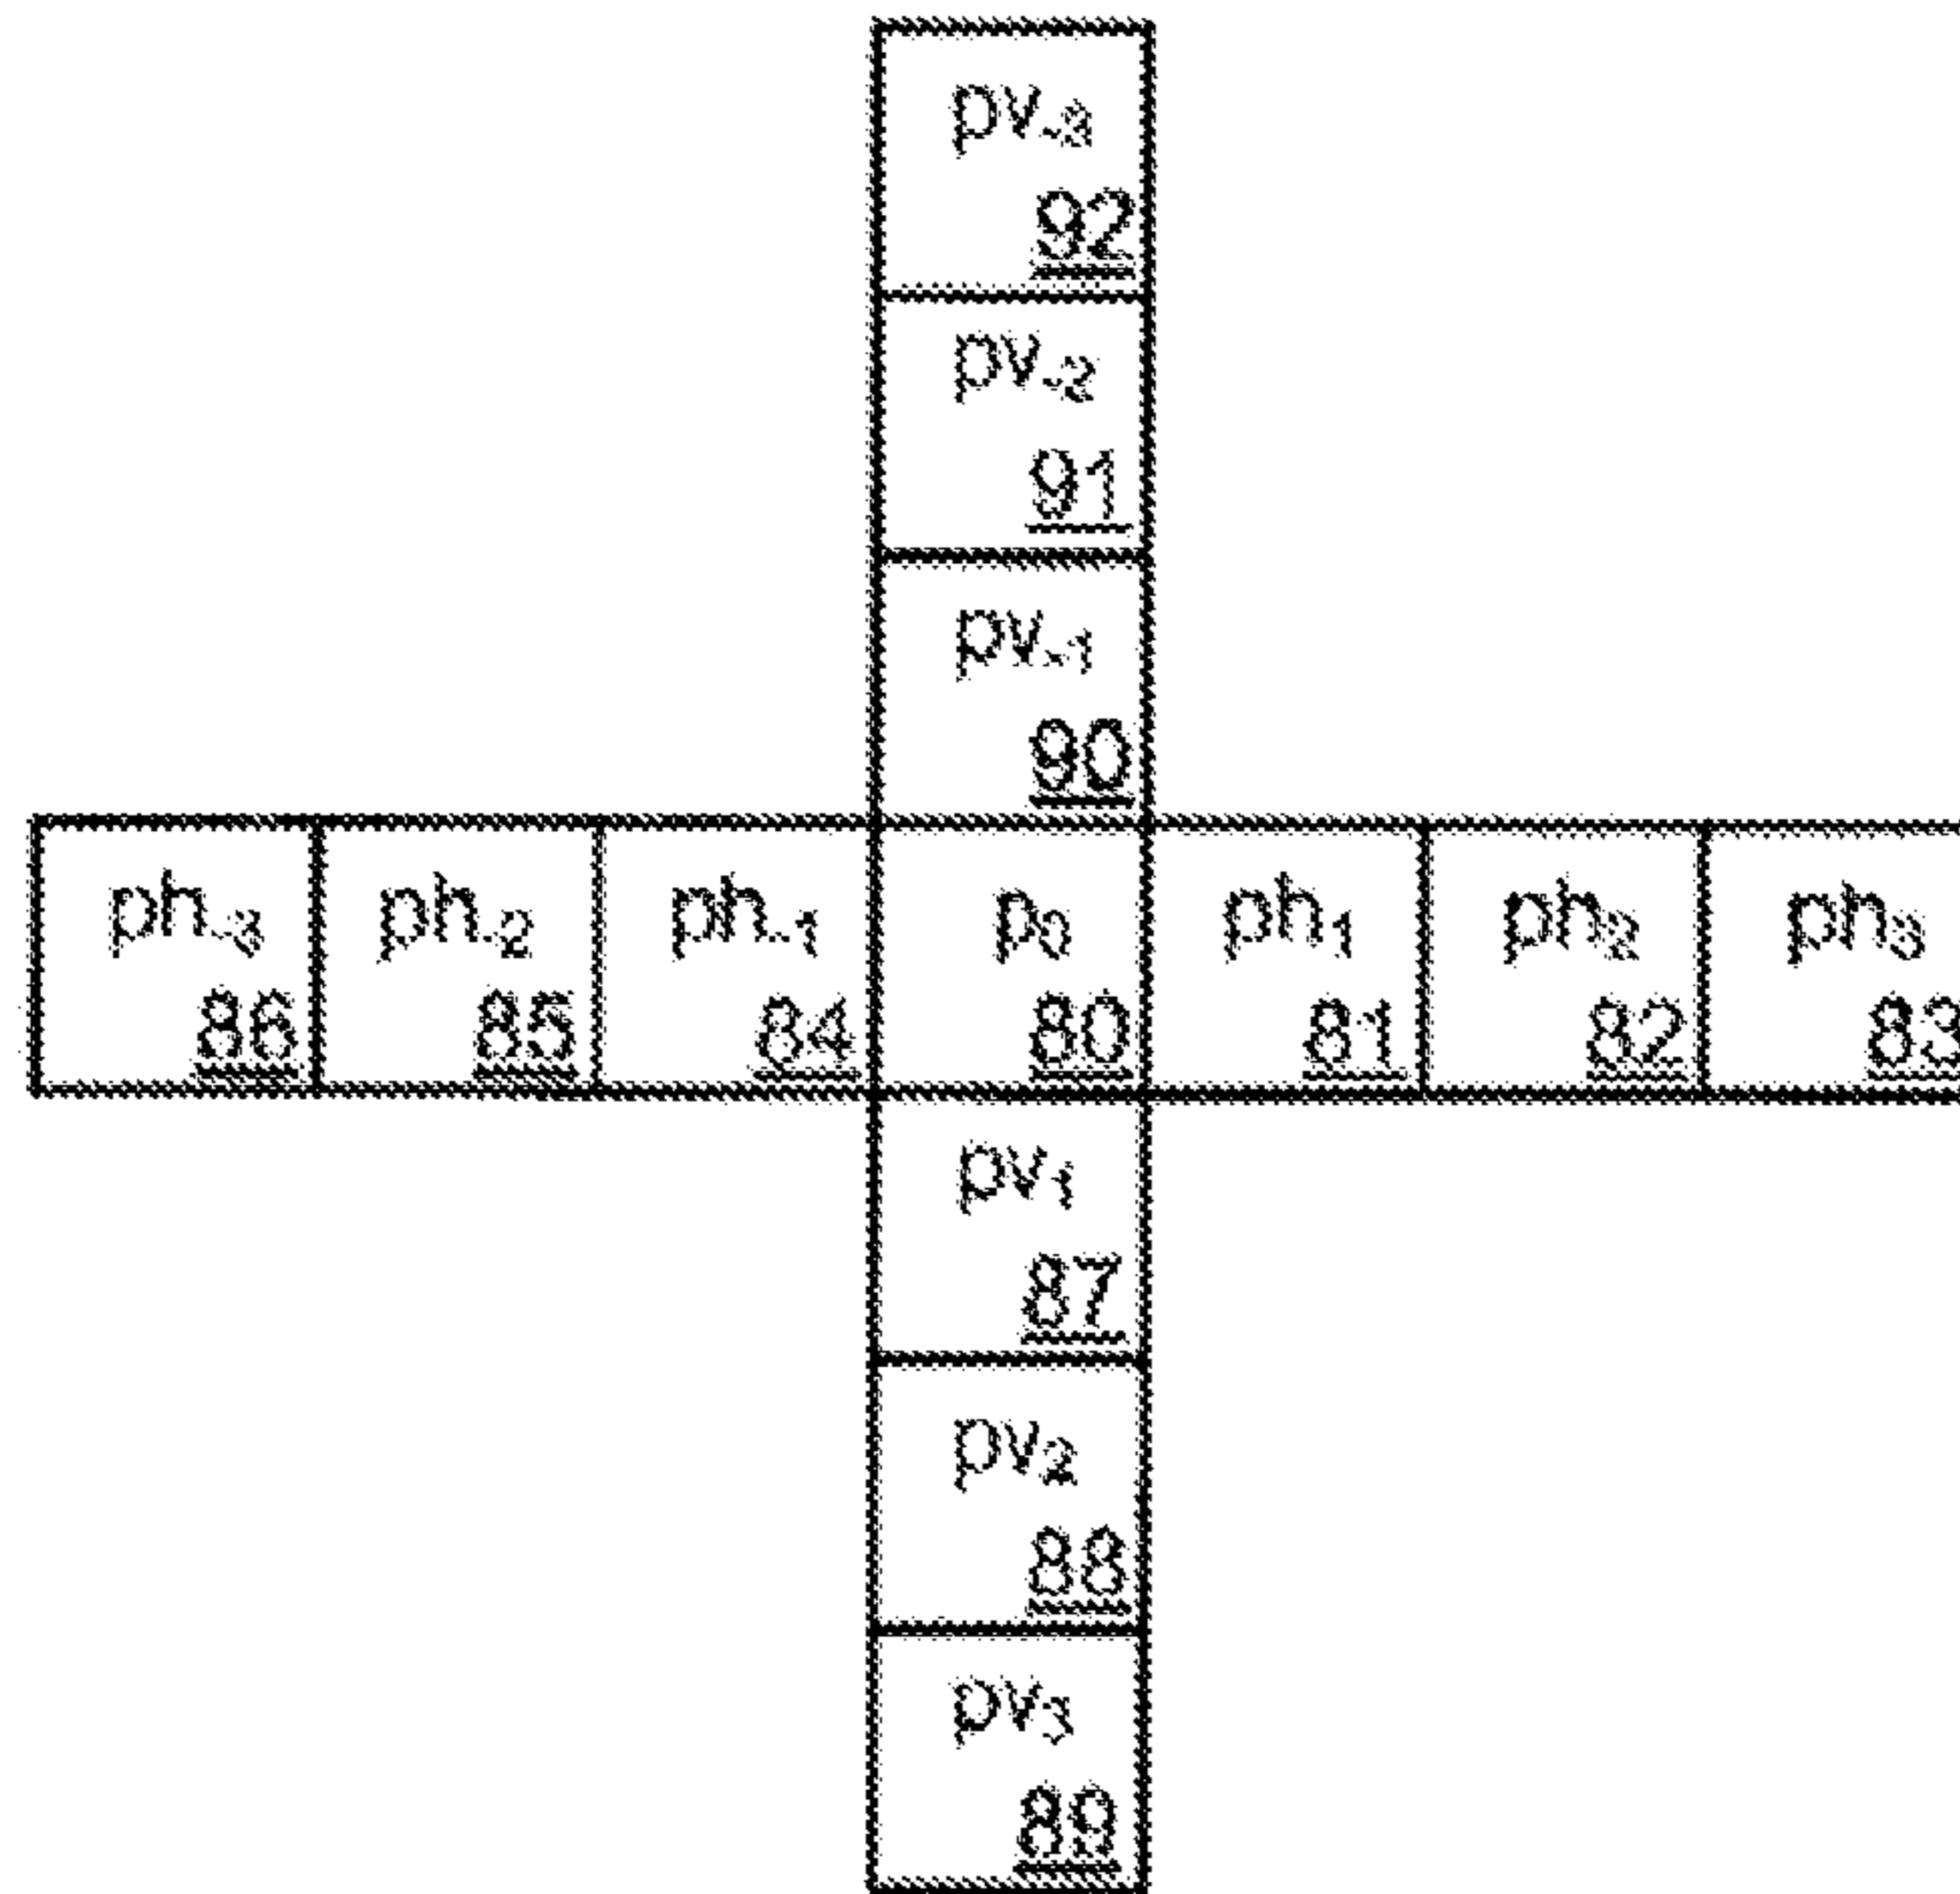 pv₋₃
92
pv₋₂
91
pv₋₁
90
ph₋₃ ph₋₂ ph₋₁ p₀ ph₁ ph₂ ph₃
86 85 84 80 81 82 83
pv₁
87
pv₂
88
pv₃
89